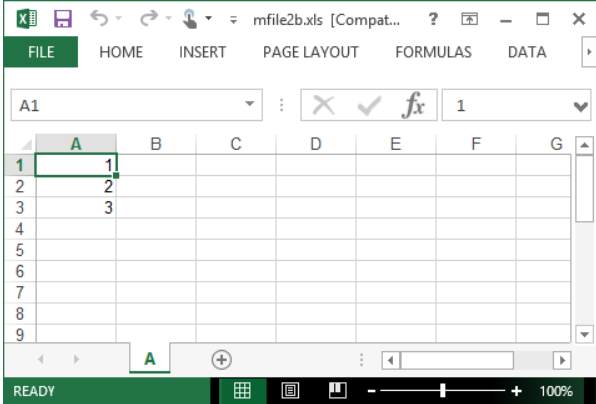 mfile2b.xls [Compat... ?
FILE HOME INSERT PAGE LAYOUT FORMULAS DATA
A1 fx 1
A B C D E F G
1 1
2 2
3 3
4
5
6
7
8
9
A
READY 100%